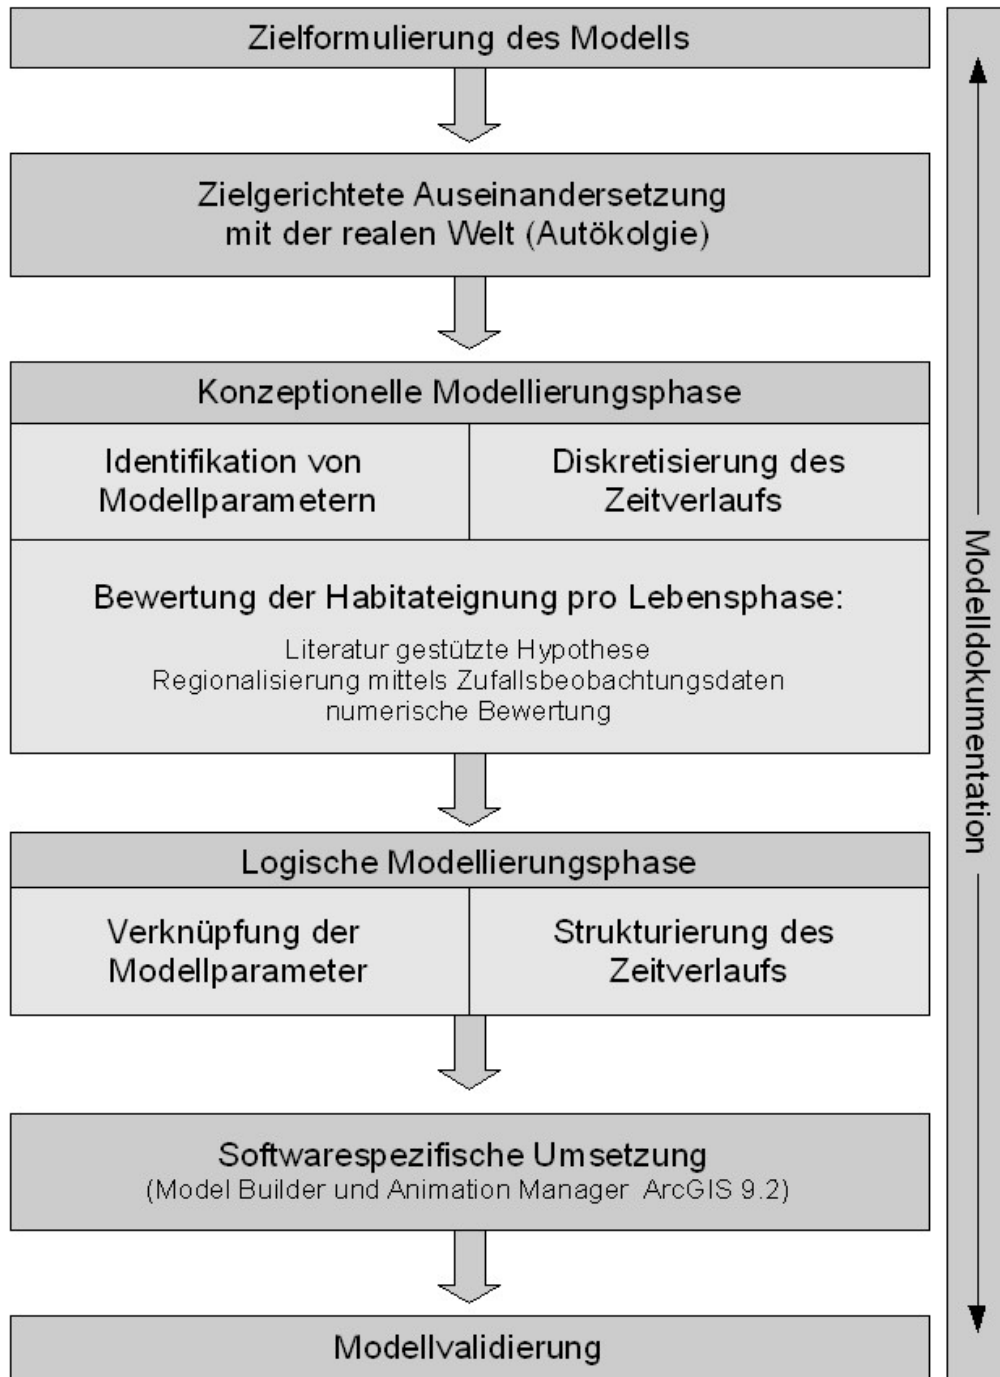 Zielformulierung des Modells
Zielgerichtete Auseinandersetzung
mit der realen Welt (Autökolgie)
Konzeptionelle Modellierungsphase
Identifikation von
Modellparametern
Diskretisierung des
Zeitverlaufs
Bewertung der Habitateignung pro Lebensphase:
Literatur gestützte Hypothese
Regionalisierung mittels Zufallsbeobachtungsdaten
numerische Bewertung
Logische Modellierungsphase
Verknüpfung der
Modellparameter
Strukturierung des
Zeitverlaufs
Softwarespezifische Umsetzung
(Model Builder und Animation Manager ArcGIS 9.2)
Modellvalidierung
Modelldokumentation